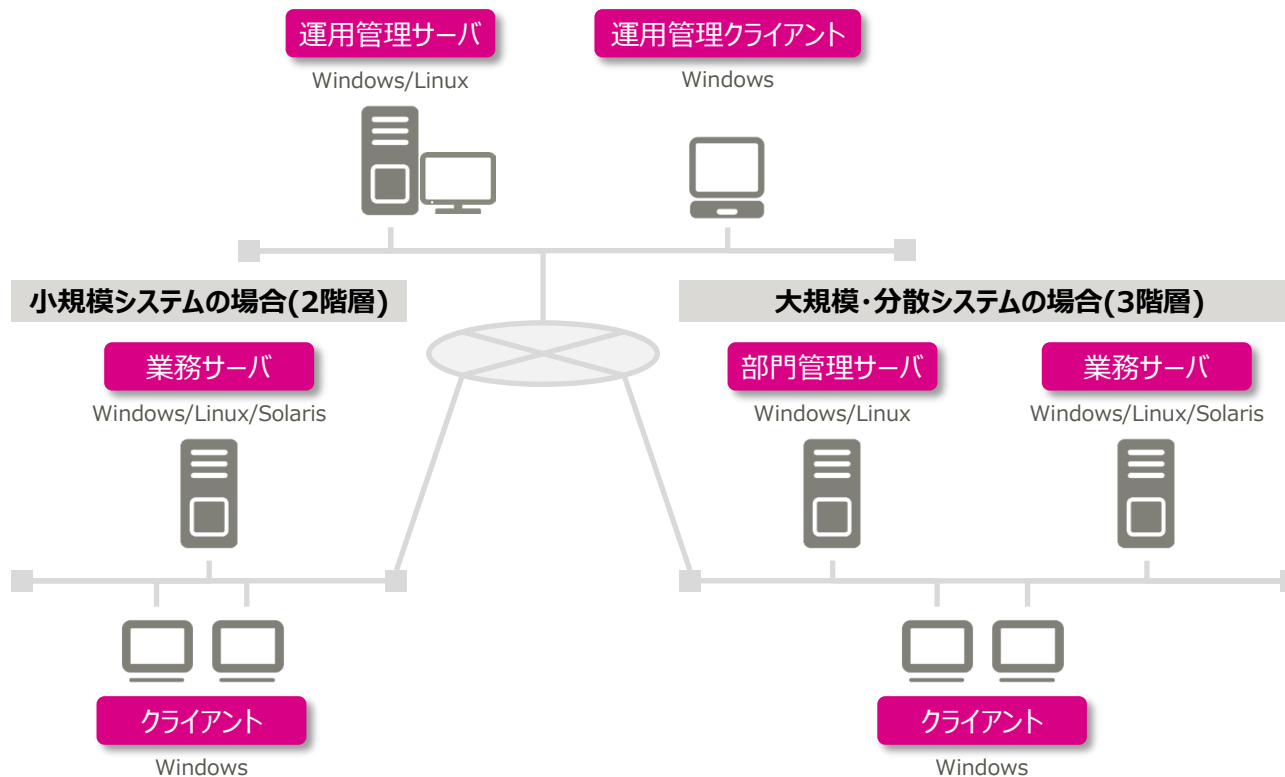 運用管理サーバ
Windows/Linux
運用管理クライアント
Windows
小規模システムの場合(2階層)
業務サーバ
Windows/Linux/Solaris
クライアント
Windows
大規模・分散システムの場合(3階層)
部門管理サーバ
Windows/Linux
業務サーバ
Windows/Linux/Solaris
クライアント
Windows